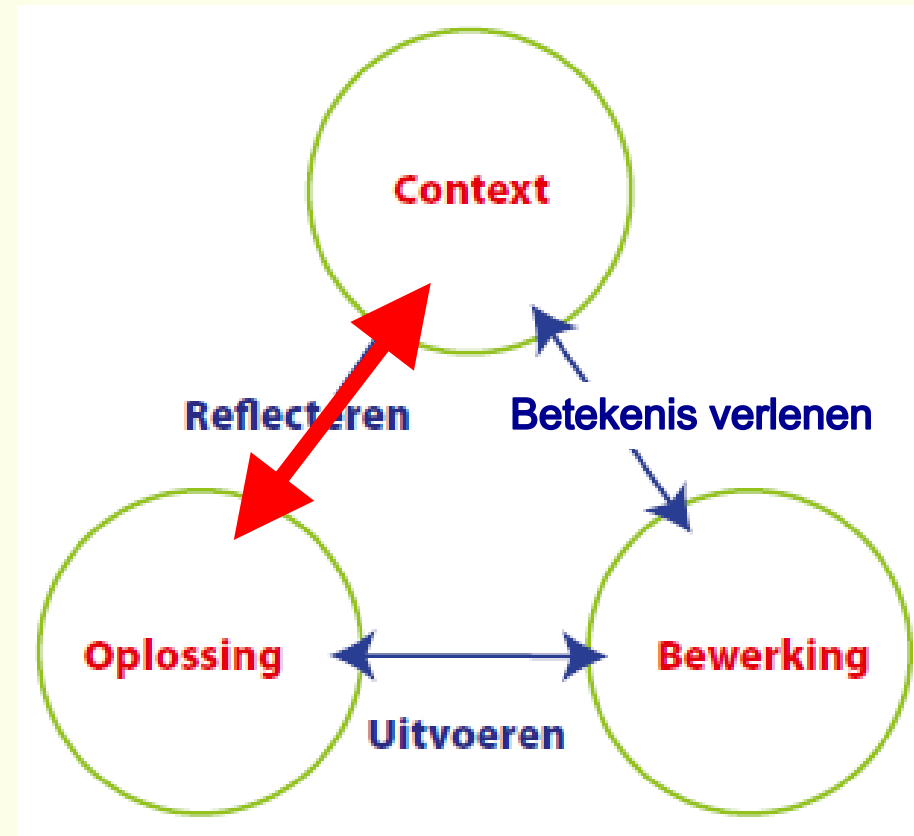 Context
Reflecteren
Betekenis verlenen
Oplossing
Bewerking
Uitvoeren